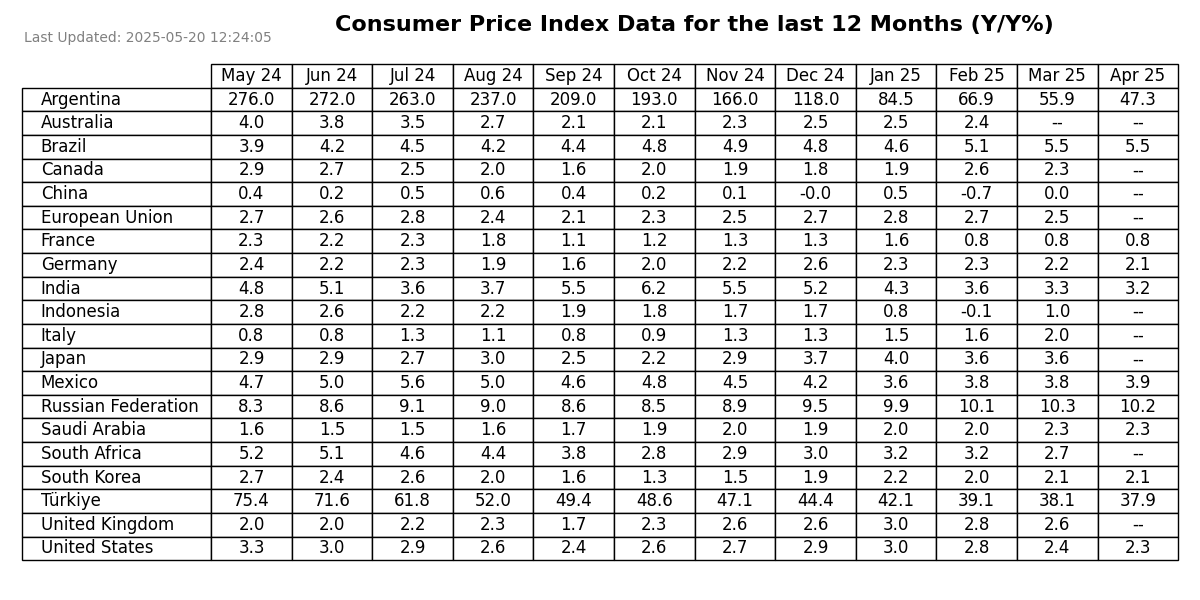 Consumer Price Index Data for the last 12 Months (Y/Y%)
Last Updated: 2025-05-20 12:24:05
May 24 Jun 24 Jul 24 Aug 24 Sep 24 Oct 24 Nov 24 Dec 24 Jan 25 Feb 25 Mar 25 Apr 25
Argentina 276.0 272.0 263.0 237.0 209.0 193.0 166.0 118.0 84.5 66.9 55.9 47.3
Australia 4.0 3.8 3.5 2.7 2.1 2.1 2.3 2.5 2.5 2.4 -- --
Brazil 3.9 4.2 4.5 4.2 4.4 4.8 4.9 4.8 4.6 5.1 5.5 5.5
Canada 2.9 2.7 2.5 2.0 1.6 2.0 1.9 1.8 1.9 2.6 2.3 --
China 0.4 0.2 0.5 0.6 0.4 0.2 0.1 -0.0 0.5 -0.7 0.0 --
European Union 2.7 2.6 2.8 2.4 2.1 2.3 2.5 2.7 2.8 2.7 2.5 --
France 2.3 2.2 2.3 1.8 1.1 1.2 1.3 1.3 1.6 0.8 0.8 0.8
Germany 2.4 2.2 2.3 1.9 1.6 2.0 2.2 2.6 2.3 2.3 2.2 2.1
India 4.8 5.1 3.6 3.7 5.5 6.2 5.5 5.2 4.3 3.6 3.3 3.2
Indonesia 2.8 2.6 2.2 2.2 1.9 1.8 1.7 1.7 0.8 -0.1 1.0 --
Italy 0.8 0.8 1.3 1.1 0.8 0.9 1.3 1.3 1.5 1.6 2.0 --
Japan 2.9 2.9 2.7 3.0 2.5 2.2 2.9 3.7 4.0 3.6 3.6 --
Mexico 4.7 5.0 5.6 5.0 4.6 4.8 4.5 4.2 3.6 3.8 3.8 3.9
Russian Federation 8.3 8.6 9.1 9.0 8.6 8.5 8.9 9.5 9.9 10.1 10.3 10.2
Saudi Arabia 1.6 1.5 1.5 1.6 1.7 1.9 2.0 1.9 2.0 2.0 2.3 2.3
South Africa 5.2 5.1 4.6 4.4 3.8 2.8 2.9 3.0 3.2 3.2 2.7 --
South Korea 2.7 2.4 2.6 2.0 1.6 1.3 1.5 1.9 2.2 2.0 2.1 2.1
Türkiye 75.4 71.6 61.8 52.0 49.4 48.6 47.1 44.4 42.1 39.1 38.1 37.9
United Kingdom 2.0 2.0 2.2 2.3 1.7 2.3 2.6 2.6 3.0 2.8 2.6 --
United States 3.3 3.0 2.9 2.6 2.4 2.6 2.7 2.9 3.0 2.8 2.4 2.3